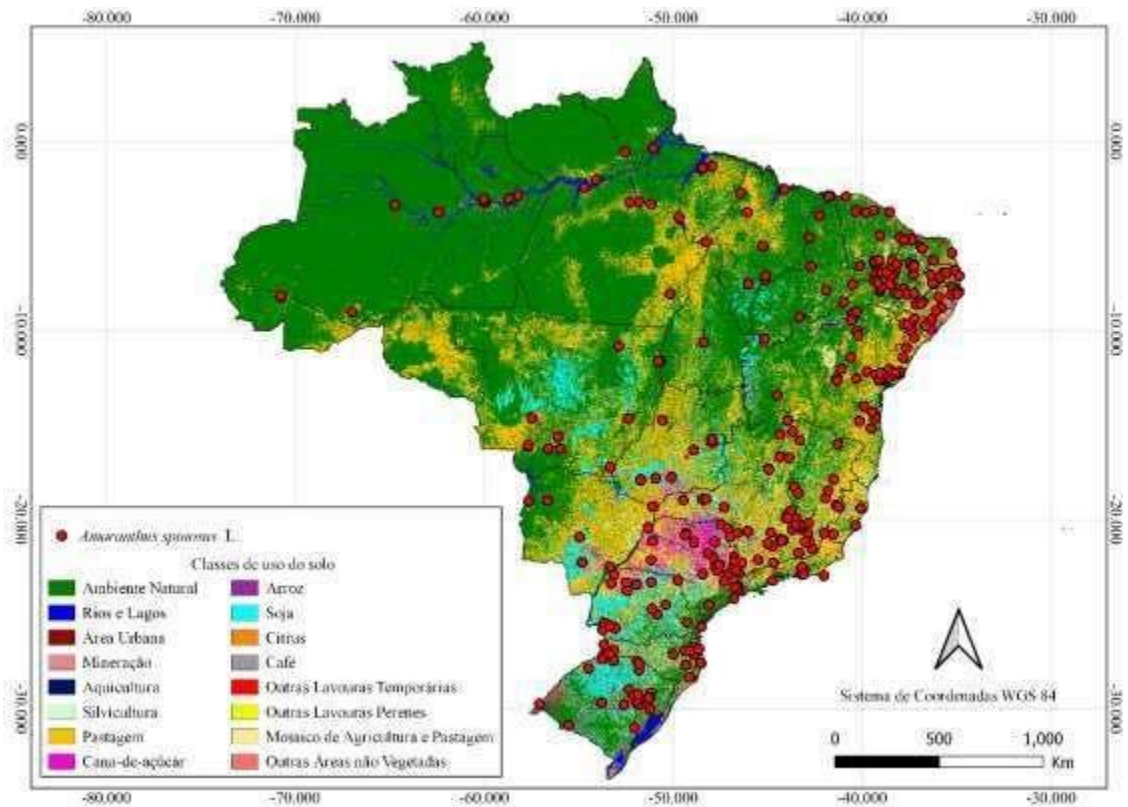 -80.000 -70.000 -60.000 -50.000 -40.000 -30.000
0.000 0.000
-10.000 -10.000
-20.000 -20.000
-30.000 -30.000
Amaranthus spinosus L.
Classes de uso do solo
Ambiente Natural
Rios e Lagos
Área Urbana
Mineração
Aquicultura
Silvicultura
Pastagem
Cana-de-açúcar
Arroz
Soja
Citrus
Café
Outras Lavouras Temporárias
Outras Lavouras Perenes
Mosaico de Agricultura e Pastagem
Outras Áreas não Vegetadas
Sistema de Coordenadas WGS 84
0 500 1,000
Km
-80.000 -70.000 -60.000 -50.000 -40.000 -30.000